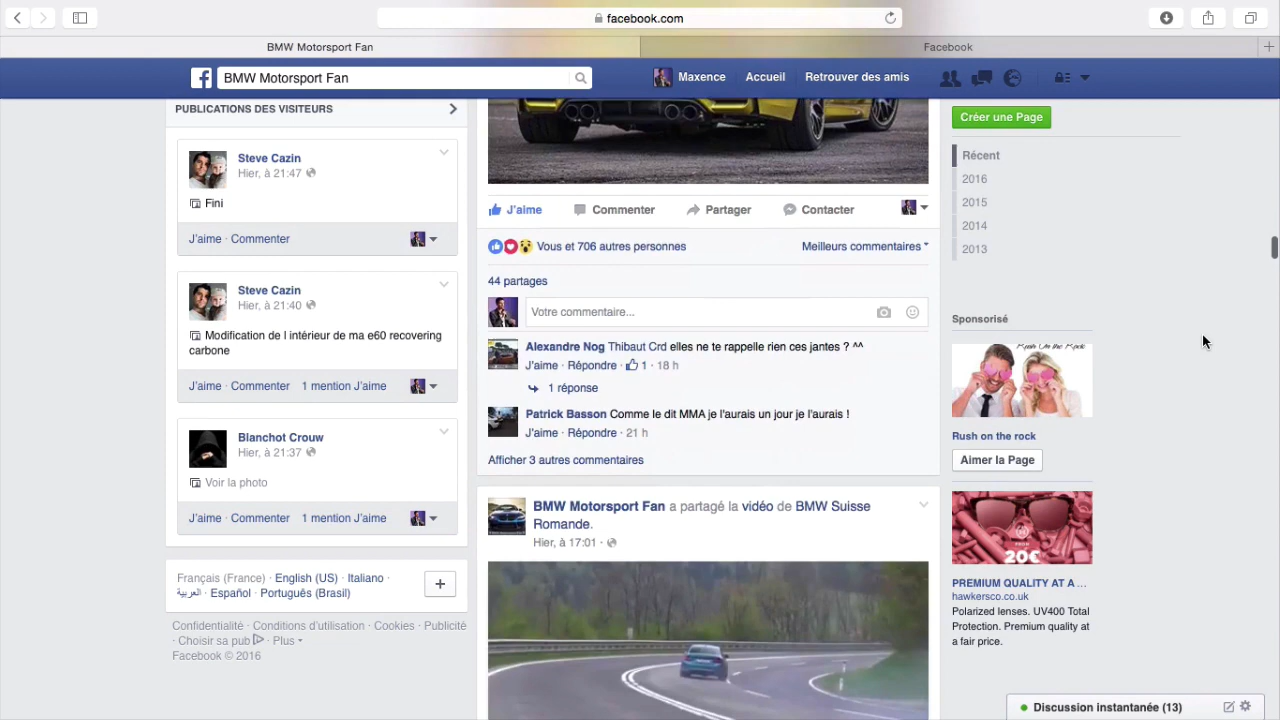 facebook.com
BMW Motorsport Fan
Facebook
BMW Motorsport Fan
Maxence
Accueil
Retrouver des amis
PUBLICATIONS DES VISITEURS
Steve Cazin
Hier, à 21:47
Fini
J'aime · Commenter
Steve Cazin
Hier, à 21:40
Modification de l intérieur de ma e60 recovering
carbone
J'aime · Commenter · 1 mention J'aime
Blanchot Crouw
Hier, à 21:37
Voir la photo
J'aime · Commenter · 1 mention J'aime
Français (France) · English (US) · Italiano ·
العربية · Español · Português (Brasil)
Confidentialité · Conditions d'utilisation · Cookies · Publicité
· Choisir sa pub · Plus
Facebook © 2016
J'aime
Commenter
Partager
Contacter
Vous et 706 autres personnes
Meilleurs commentaires
44 partages
Votre commentaire...
Alexandre Nog Thibaut Crd elles ne te rappelle rien ces jantes ? ^^
J'aime · Répondre · 1 · 18 h
1 réponse
Patrick Basson Comme le dit MMA je l'aurais un jour je l'aurais !
J'aime · Répondre · 21 h
Afficher 3 autres commentaires
BMW Motorsport Fan a partagé la vidéo de BMW Suisse
Romande.
Hier, à 17:01 ·
Créer une Page
Récent
2016
2015
2014
2013
Sponsorisé
Rush On the Rock
Rush on the rock
Aimer la Page
FROM
20€
PREMIUM QUALITY AT A ...
hawkersco.co.uk
Polarized lenses. UV400 Total
Protection. Premium quality at
a fair price.
Discussion instantanée (13)